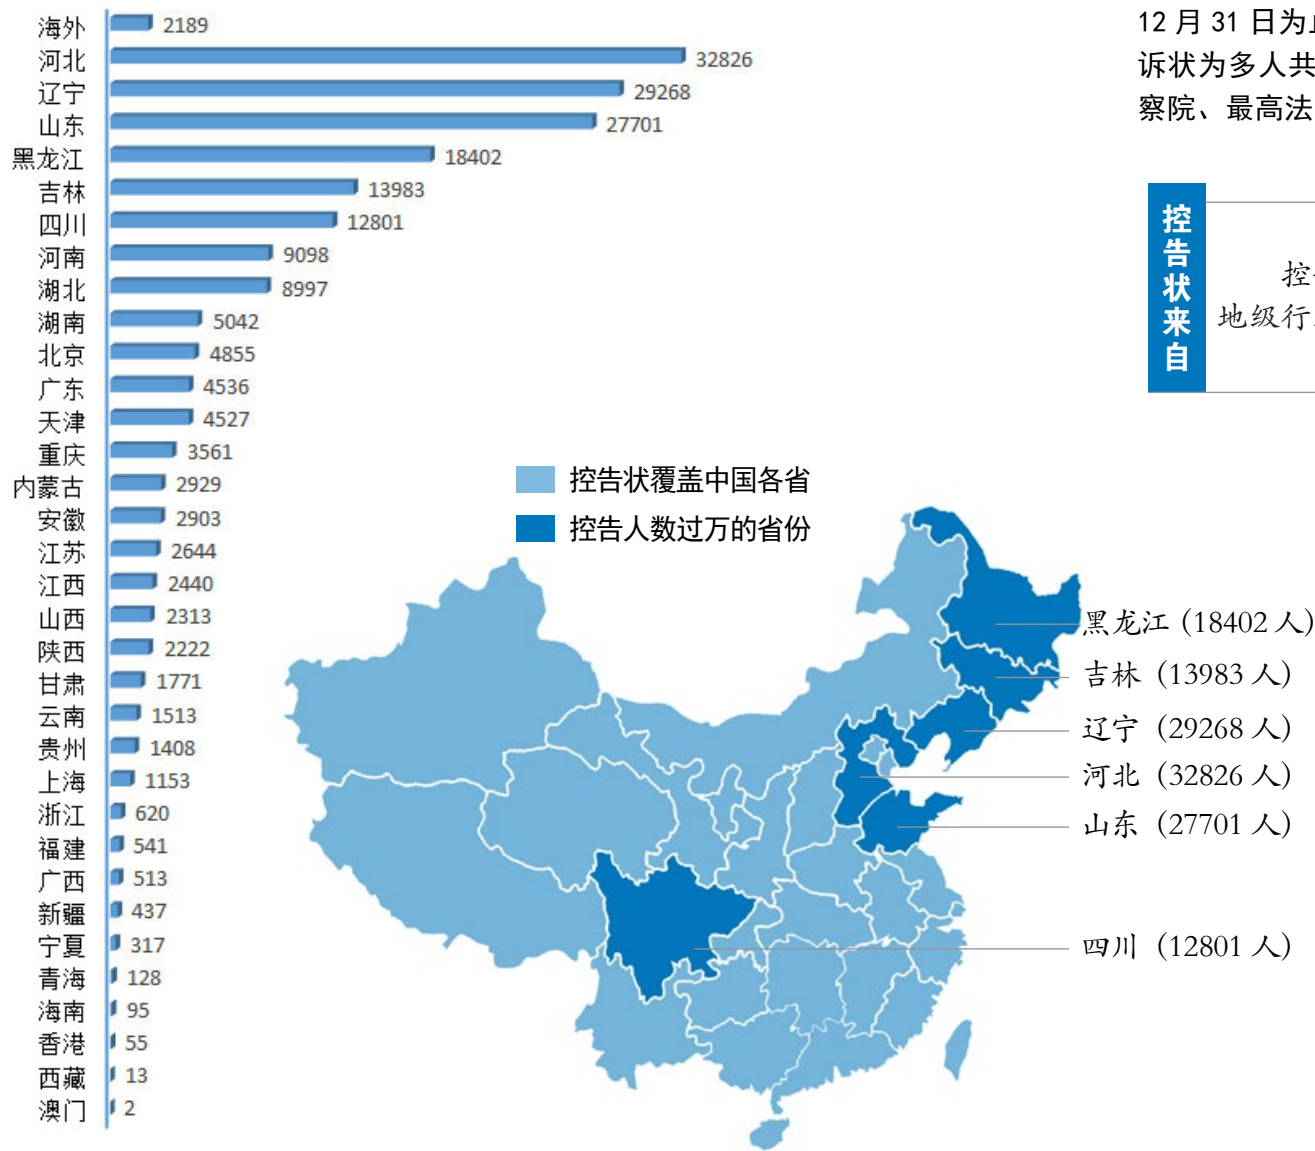 海外 2189
河北 32826
辽宁 29268
山东 27701
黑龙江 18402
吉林 13983
四川 12801
河南 9098
湖北 8997
湖南 5042
北京 4855
广东 4536
天津 4527
重庆 3561
内蒙古 2929
安徽 2903
江苏 2644
江西 2440
山西 2313
陕西 2222
甘肃 1771
云南 1513
贵州 1408
上海 1153
浙江 620
福建 541
广西 513
新疆 437
宁夏 317
青海 128
海南 95
香港 55
西藏 13
澳门 2
12 月 31 日为
诉状为多人共
察院、最高法
控告状来自
控
地级行
控告状覆盖中国各省
控告人数过万的省份
黑龙江 (18402 人)
吉林 (13983 人)
辽宁 (29268 人)
河北 (32826 人)
山东 (27701 人)
四川 (12801 人)